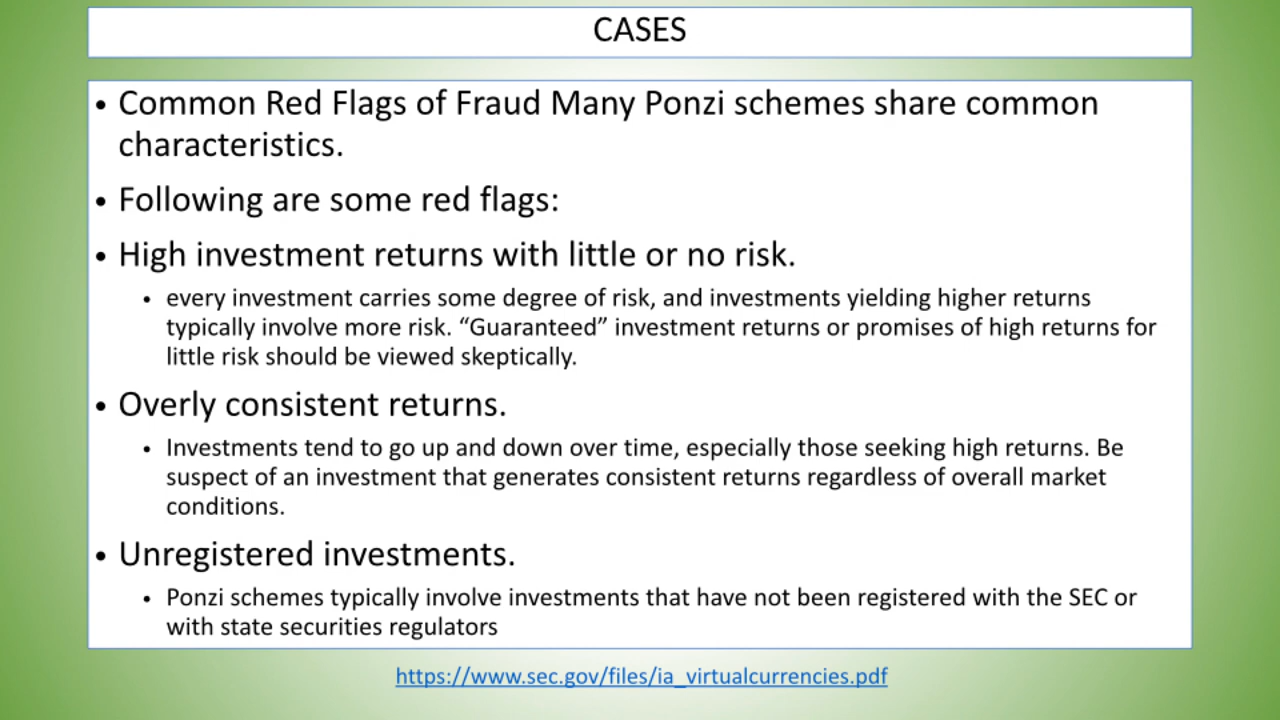 CASES
• Common Red Flags of Fraud Many Ponzi schemes share common
characteristics.
• Following are some red flags:
• High investment returns with little or no risk.
• every investment carries some degree of risk, and investments yielding higher returns
typically involve more risk. “Guaranteed” investment returns or promises of high returns for
little risk should be viewed skeptically.
• Overly consistent returns.
• Investments tend to go up and down over time, especially those seeking high returns. Be
suspect of an investment that generates consistent returns regardless of overall market
conditions.
• Unregistered investments.
• Ponzi schemes typically involve investments that have not been registered with the SEC or
with state securities regulators
https://www.sec.gov/files/ia_virtualcurrencies.pdf